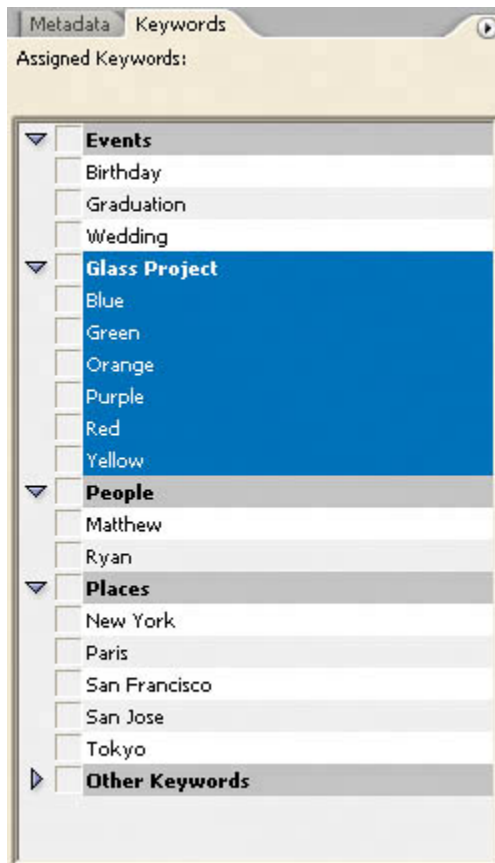 Metadata Keywords
Assigned Keywords:
Events
Birthday
Graduation
Wedding
Glass Project
Blue
Green
Orange
Purple
Red
Yellow
People
Matthew
Ryan
Places
New York
Paris
San Francisco
San Jose
Tokyo
Other Keywords